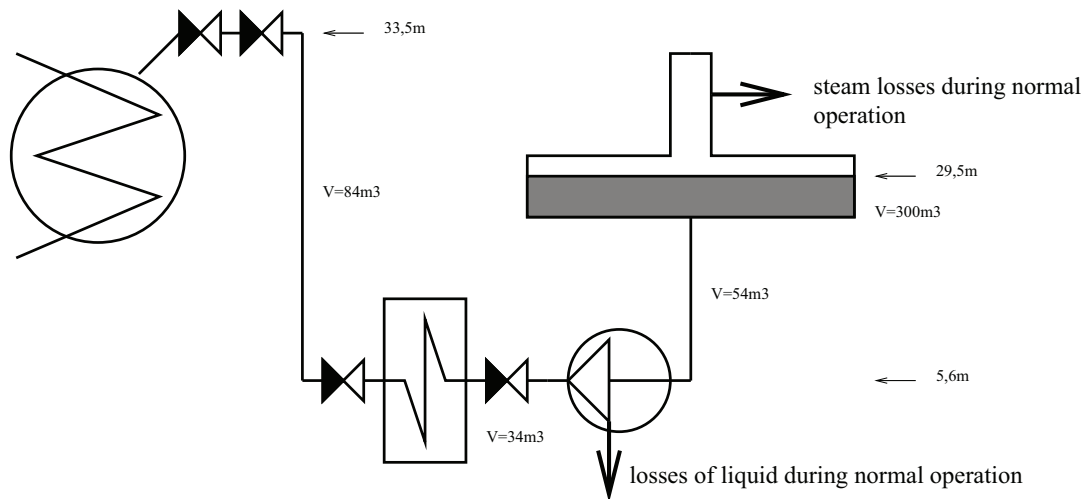 33,5m
steam losses during normal
operation
29,5m
V=84m3
V=300m3
V=54m3
5,6m
V=34m3
losses of liquid during normal operation